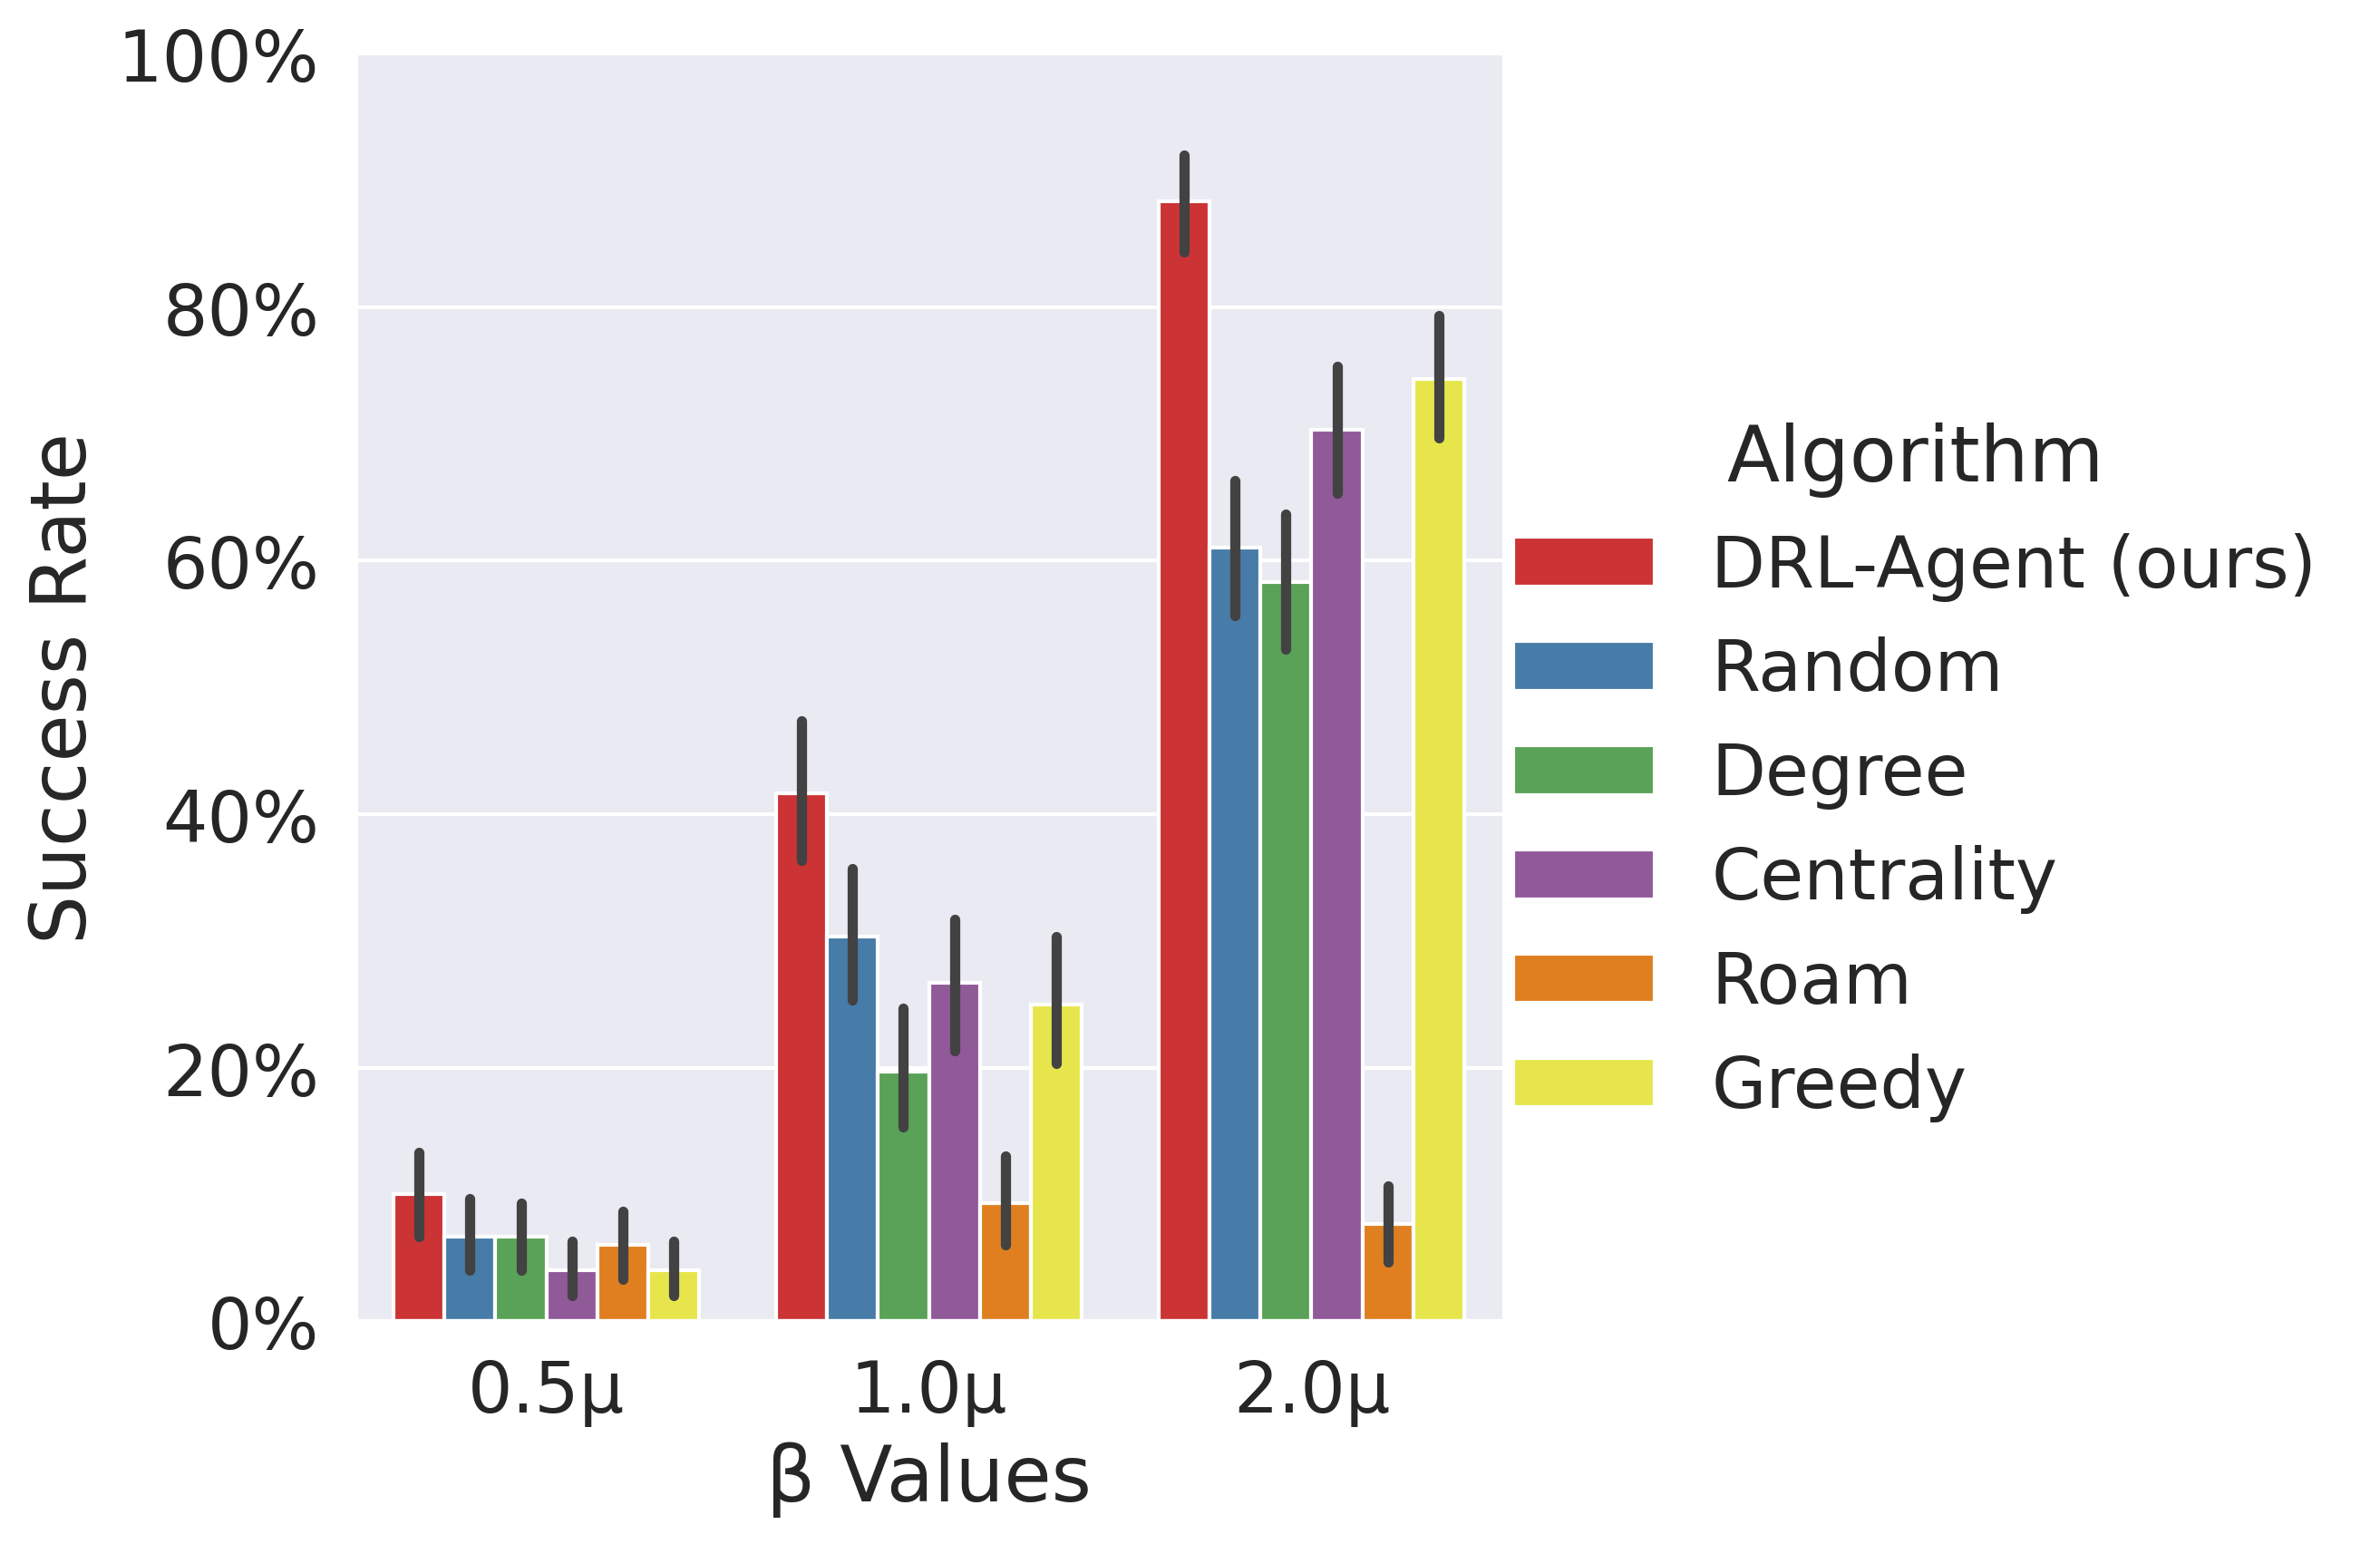 100%
80%
60%
40%
20%
0%
Success Rate
0.5µ
1.0µ
2.0µ
β Values
Algorithm
DRL-Agent (ours)
Random
Degree
Centrality
Roam
Greedy